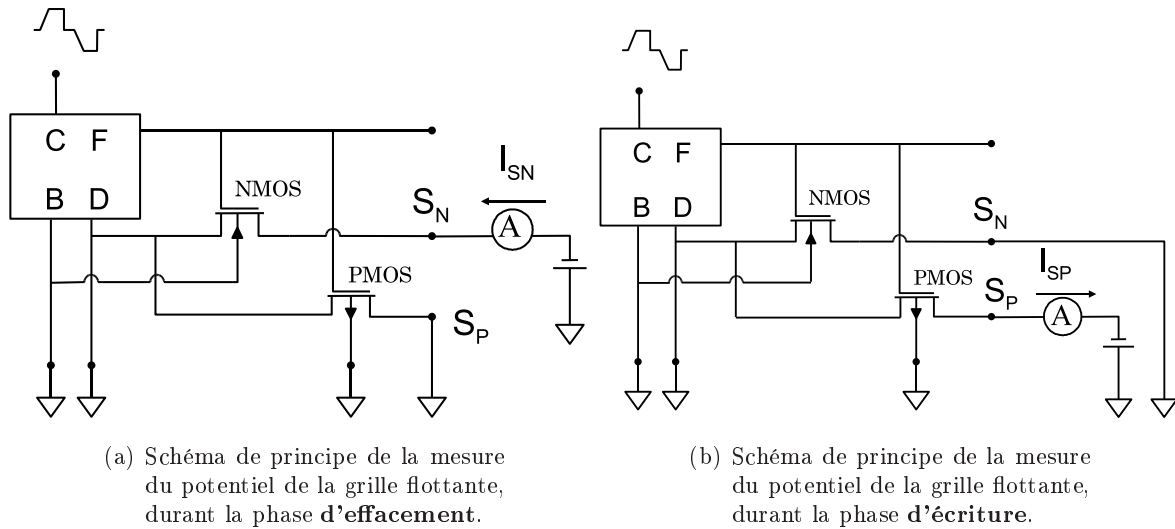 C F
B D
NMOS
S_N
I_SN
A
PMOS
S_P
(a) Schéma de principe de la mesure
du potentiel de la grille flottante,
durant la phase d'effacement.
C F
B D
NMOS
S_N
I_SP
PMOS
S_P
A
(b) Schéma de principe de la mesure
du potentiel de la grille flottante,
durant la phase d'écriture.